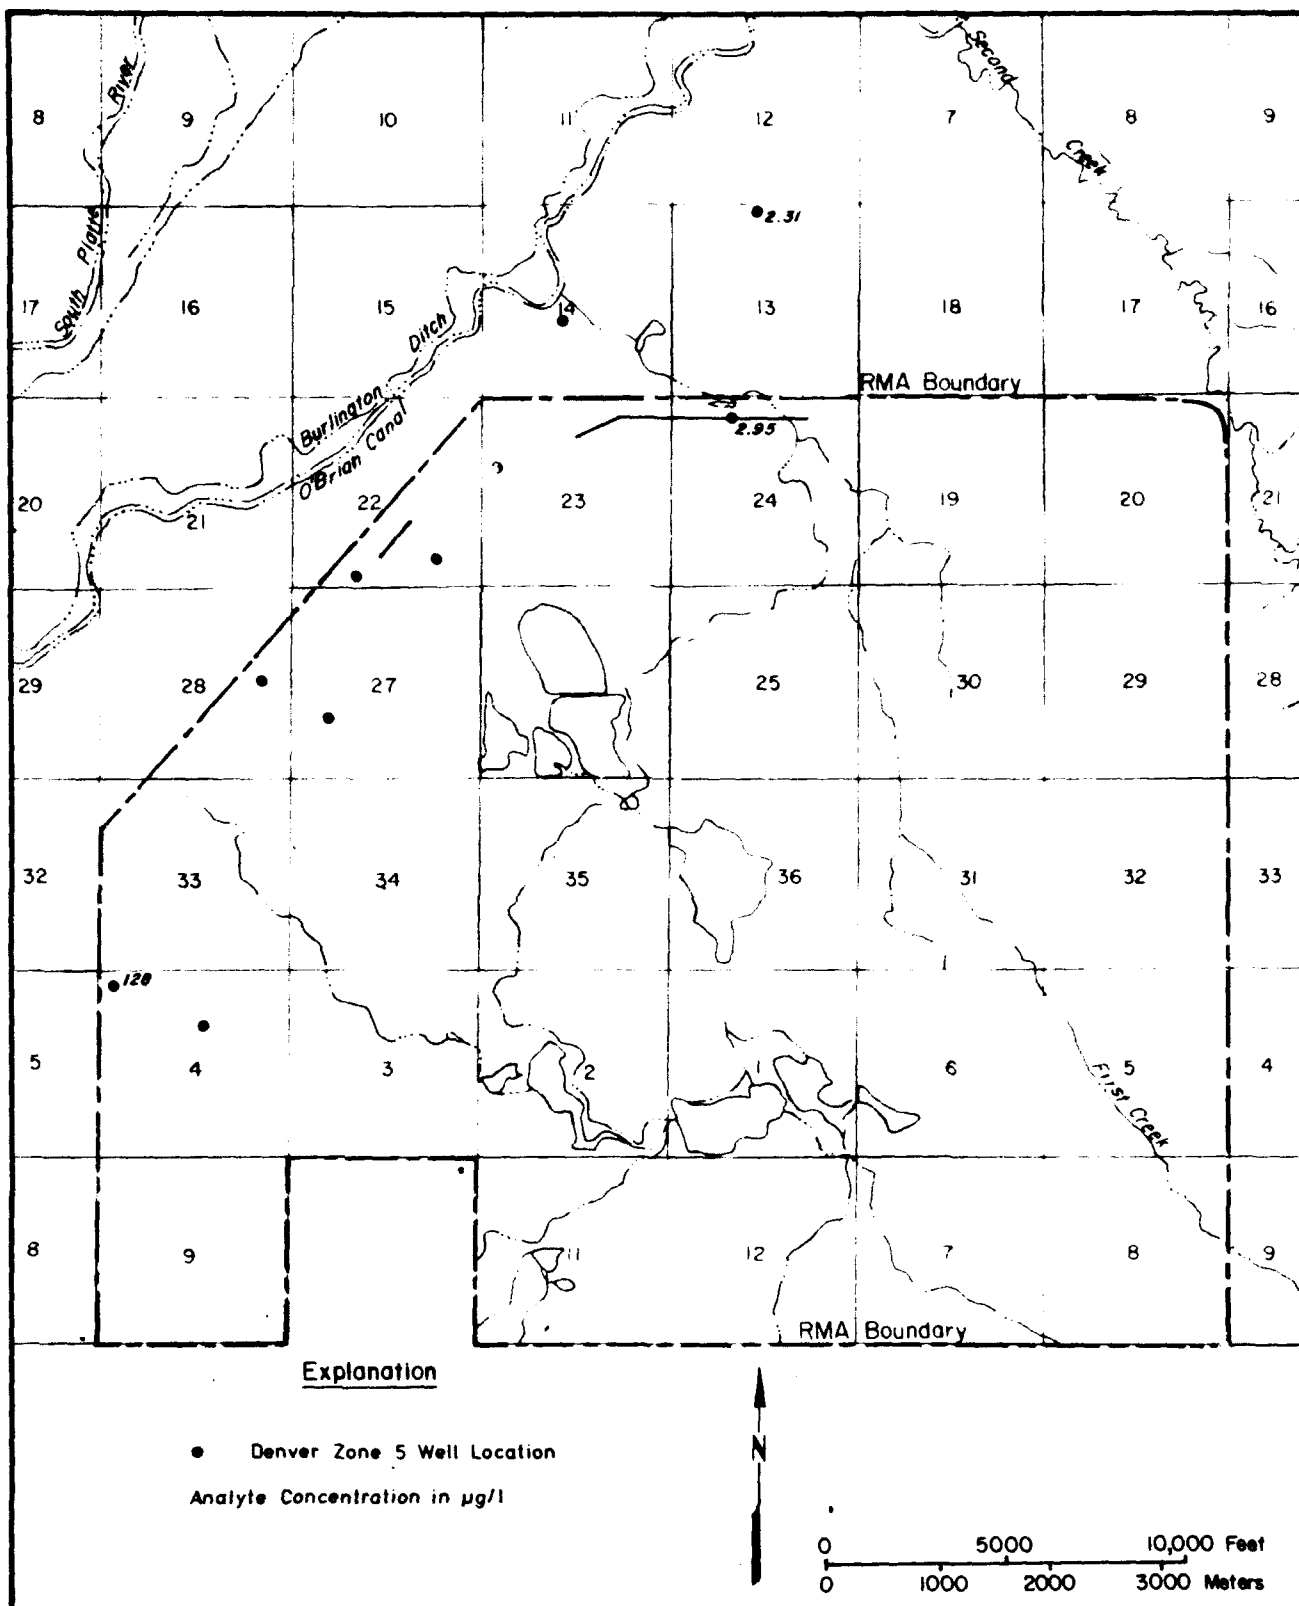 River
Second
8 9 10 11 12 7 8 9
Creek
South Platte
2.31
17 16 15 14 13 18 17 16
Ditch
RMA Boundary
Burlington
2.95
O'Brian Canal
20 21 22 23 24 19 20 21
29 28 27 25 30 29 28
32 33 34 35 36 31 32 33
128
5 4 3 2 6 5 4
First Creek
8 9 11 12 7 8 9
RMA Boundary
Explanation
Denver Zone 5 Well Location
N
Analyte Concentration in µg/l
0 5000 10,000 Feet
0 1000 2000 3000 Meters